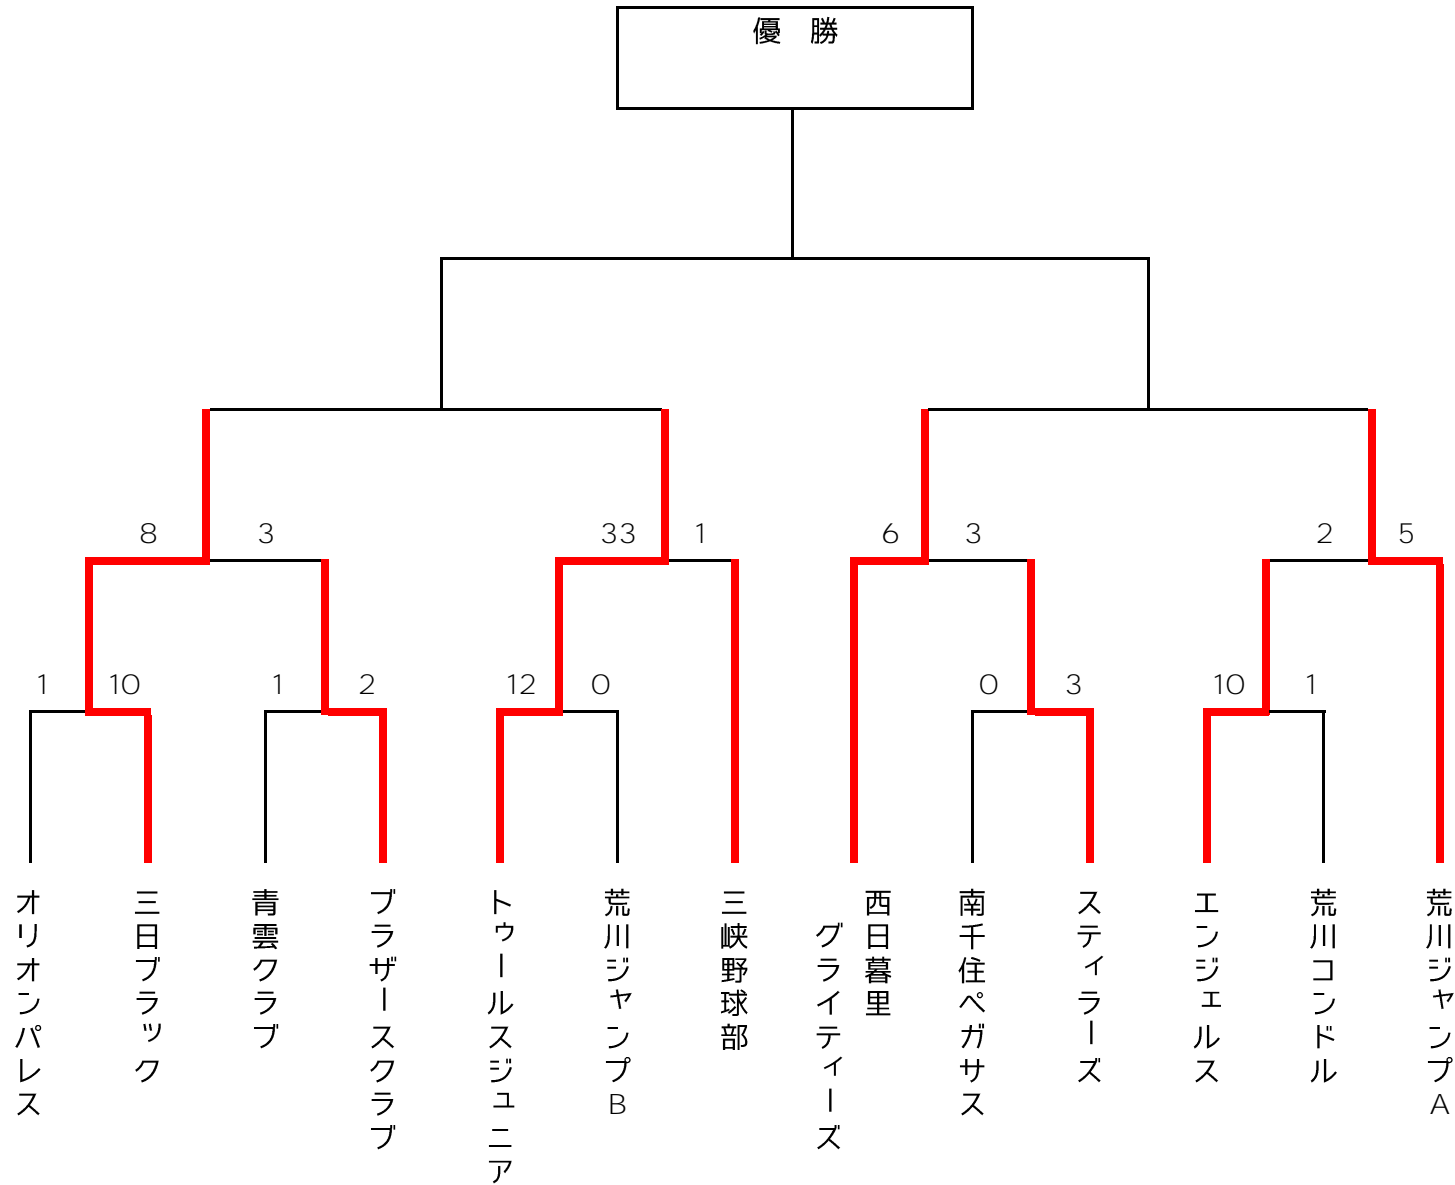 優　勝
8 3 33 1 6 3 2 5
1 10 1 2 12 0 0 3 10 1
オリオンパレス
三日ブラック
青雲クラブ
ブラザースクラブ
トゥールスジュニア
荒川ジャンプB
三峡野球部
西日暮里
グライティーズ
南千住ペガサス
スティラーズ
エンジェルス
荒川コンドル
荒川ジャンプA